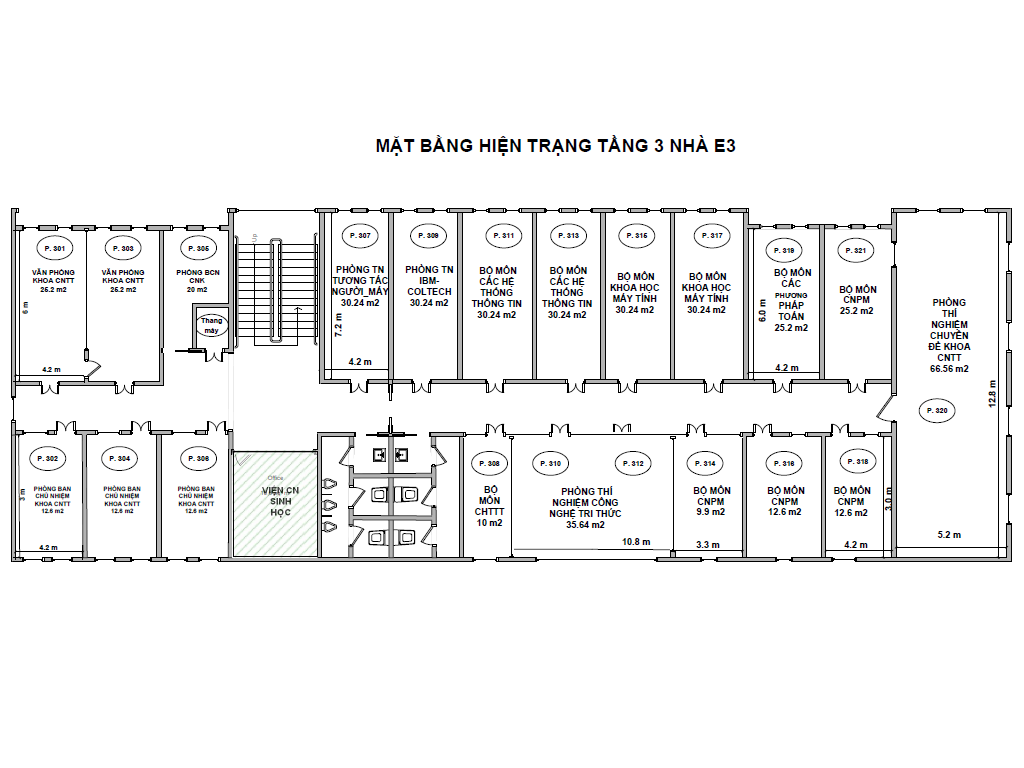 MẶT BẰNG HIỆN TRẠNG TẦNG 3 NHÀ E3
P. 301
VĂN PHÒNG
KHOA CNTT
25.2 m2
6 m
4.2 m
P. 303
VĂN PHÒNG
KHOA CNTT
25.2 m2
P. 305
PHÒNG BCN
CNK
20 m2
Thang
máy
Up
P. 307
PHÒNG TN
TƯƠNG TÁC
NGƯỜI_MÁY
30.24 m2
7.2 m
4.2 m
P. 309
PHÒNG TN
IBM-
COLTECH
30.24 m2
P. 311
BỘ MÔN
CÁC HỆ
THỐNG
THÔNG TIN
30.24 m2
P. 313
BỘ MÔN
CÁC HỆ
THỐNG
THÔNG TIN
30.24 m2
P. 315
BỘ MÔN
KHOA HỌC
MÁY TÍNH
30.24 m2
P. 317
BỘ MÔN
KHOA HỌC
MÁY TÍNH
30.24 m2
P. 319
BỘ MÔN
CÁC
PHƯƠNG
PHÁP
TOÁN
25.2 m2
6.0 m
4.2 m
P. 321
BỘ MÔN
CNPM
25.2 m2
PHÒNG
THÍ
NGHIỆM
CHUYÊN
ĐỀ KHOA
CNTT
66.56 m2
12.8 m
P. 320
5.2 m
P. 302
PHÒNG BAN
CHỦ NHIỆM
KHOA CNTT
12.6 m2
3 m
4.2 m
P. 304
PHÒNG BAN
CHỦ NHIỆM
KHOA CNTT
12.6 m2
P. 306
PHÒNG BAN
CHỦ NHIỆM
KHOA CNTT
12.6 m2
Office
VIỆN CN
SINH
HỌC
P. 308
BỘ
MÔN
CHTTT
10 m2
P. 310
P. 312
PHÒNG THÍ
NGHIỆM CÔNG
NGHỆ TRI THỨC
35.64 m2
10.8 m
P. 314
BỘ MÔN
CNPM
9.9 m2
3.3 m
P. 316
BỘ MÔN
CNPM
12.6 m2
P. 318
BỘ MÔN
CNPM
12.6 m2
3.0 m
4.2 m